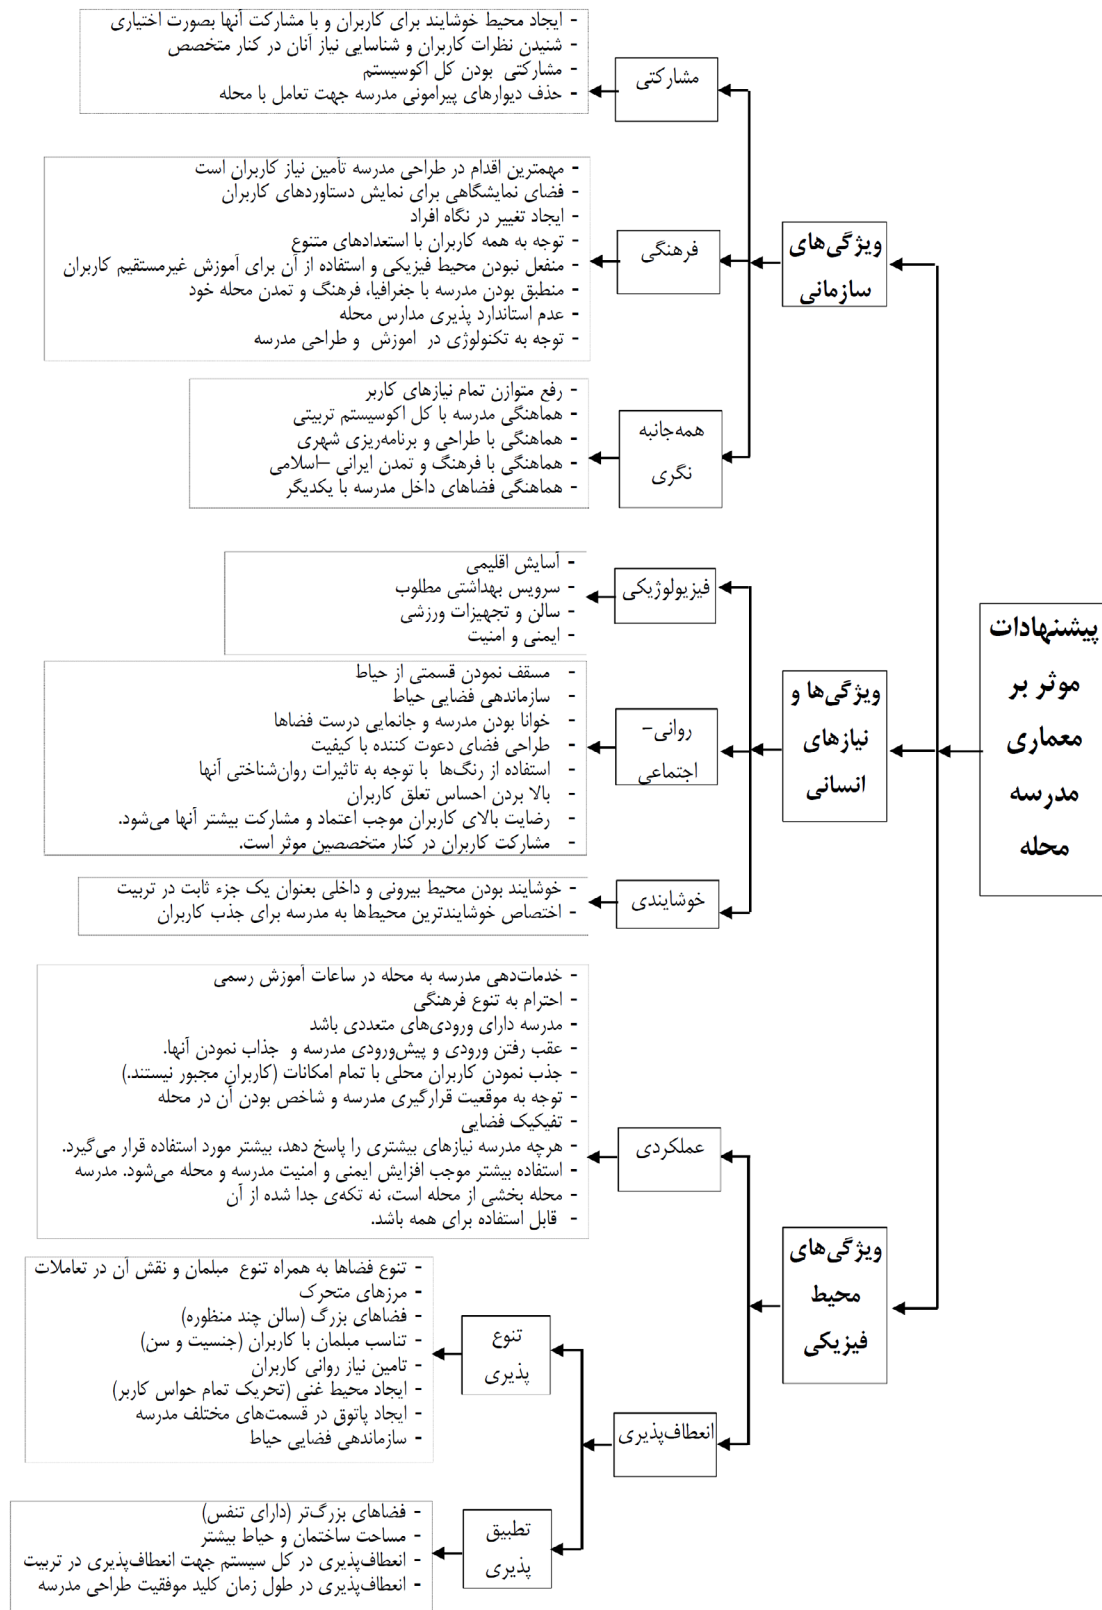 پیشنهادات
موثر بر
معماری
مدرسه
محله
ویژگی‌های
سازمانی
مشارکتی
- ایجاد محیط خوشایند برای کاربران و با مشارکت آنها بصورت اختیاری
- شنیدن نظرات کاربران و شناسایی نیاز آنان در کنار متخصص
- مشارکتی بودن کل اکوسیستم
- حذف دیوارهای پیرامونی مدرسه جهت تعامل با محله
فرهنگی
- مهمترین اقدام در طراحی مدرسه تأمین نیاز کاربران است
- فضای نمایشگاهی برای نمایش دستاوردهای کاربران
- ایجاد تغییر در نگاه افراد
- توجه به همه کاربران با استعدادهای متنوع
- منفعل نبودن محیط فیزیکی و استفاده از آن برای آموزش غیرمستقیم کاربران
- منطبق بودن مدرسه با جغرافیا، فرهنگ و تمدن محله خود
- عدم استاندارد پذیری مدارس محله
- توجه به تکنولوژی در اموزش و طراحی مدرسه
همه‌جانبه
نگری
- رفع متوازن تمام نیازهای کاربر
- هماهنگی مدرسه با کل اکوسیستم تربیتی
- هماهنگی با طراحی و برنامه‌ریزی شهری
- هماهنگی با فرهنگ و تمدن ایرانی –اسلامی
- هماهنگی فضاهای داخل مدرسه با یکدیگر
ویژگی‌ها و
نیازهای
انسانی
فیزیولوژیکی
- آسایش اقلیمی
- سرویس بهداشتی مطلوب
- سالن و تجهیزات ورزشی
- ایمنی و امنیت
روانی-
اجتماعی
- مسقف نمودن قسمتی از حیاط
- سازماندهی فضایی حیاط
- خوانا بودن مدرسه و جانمایی درست فضاها
- طراحی فضای دعوت کننده با کیفیت
- استفاده از رنگ‌ها با توجه به تاثیرات روان‌شناختی آنها
- بالا بردن احساس تعلق کاربران
- رضایت بالای کاربران موجب اعتماد و مشارکت بیشتر آنها می‌شود.
- مشارکت کاربران در کنار متخصصین موثر است.
خوشایندی
- خوشایند بودن محیط بیرونی و داخلی بعنوان یک جزء ثابت در تربیت
- اختصاص خوشایندترین محیط‌ها به مدرسه برای جذب کاربران
ویژگی‌های
محیط
فیزیکی
عملکردی
- خدمات‌دهی مدرسه به محله در ساعات آموزش رسمی
- احترام به تنوع فرهنگی
- مدرسه دارای ورودی‌های متعددی باشد
- عقب رفتن ورودی و پیش‌ورودی مدرسه و جذاب نمودن آنها.
- جذب نمودن کاربران محلی با تمام امکانات (کاربران مجبور نیستند.)
- توجه به موقعیت قرارگیری مدرسه و شاخص بودن آن در محله
- تفیکیک فضایی
- هرچه مدرسه نیازهای بیشتری را پاسخ دهد، بیشتر مورد استفاده قرار می‌گیرد.
- استفاده بیشتر موجب افزایش ایمنی و امنیت مدرسه و محله می‌شود. مدرسه
- محله بخشی از محله است، نه تکه‌ی جدا شده از آن
- قابل استفاده برای همه باشد.
انعطاف‌پذیری
تنوع
پذیری
- تنوع فضاها به همراه تنوع مبلمان و نقش آن در تعاملات
- مرزهای متحرک
- فضاهای بزرگ (سالن چند منظوره)
- تناسب مبلمان با کاربران (جنسیت و سن)
- تامین نیاز روانی کاربران
- ایجاد محیط غنی (تحریک تمام حواس کاربر)
- ایجاد پاتوق در قسمت‌های مختلف مدرسه
- سازماندهی فضایی حیاط
تطبیق
پذیری
- فضاهای بزرگ‌تر (دارای تنفس)
- مساحت ساختمان و حیاط بیشتر
- انعطاف‌پذیری در کل سیستم جهت انعطاف‌پذیری در تربیت
- انعطاف‌پذیری در طول زمان کلید موفقیت طراحی مدرسه